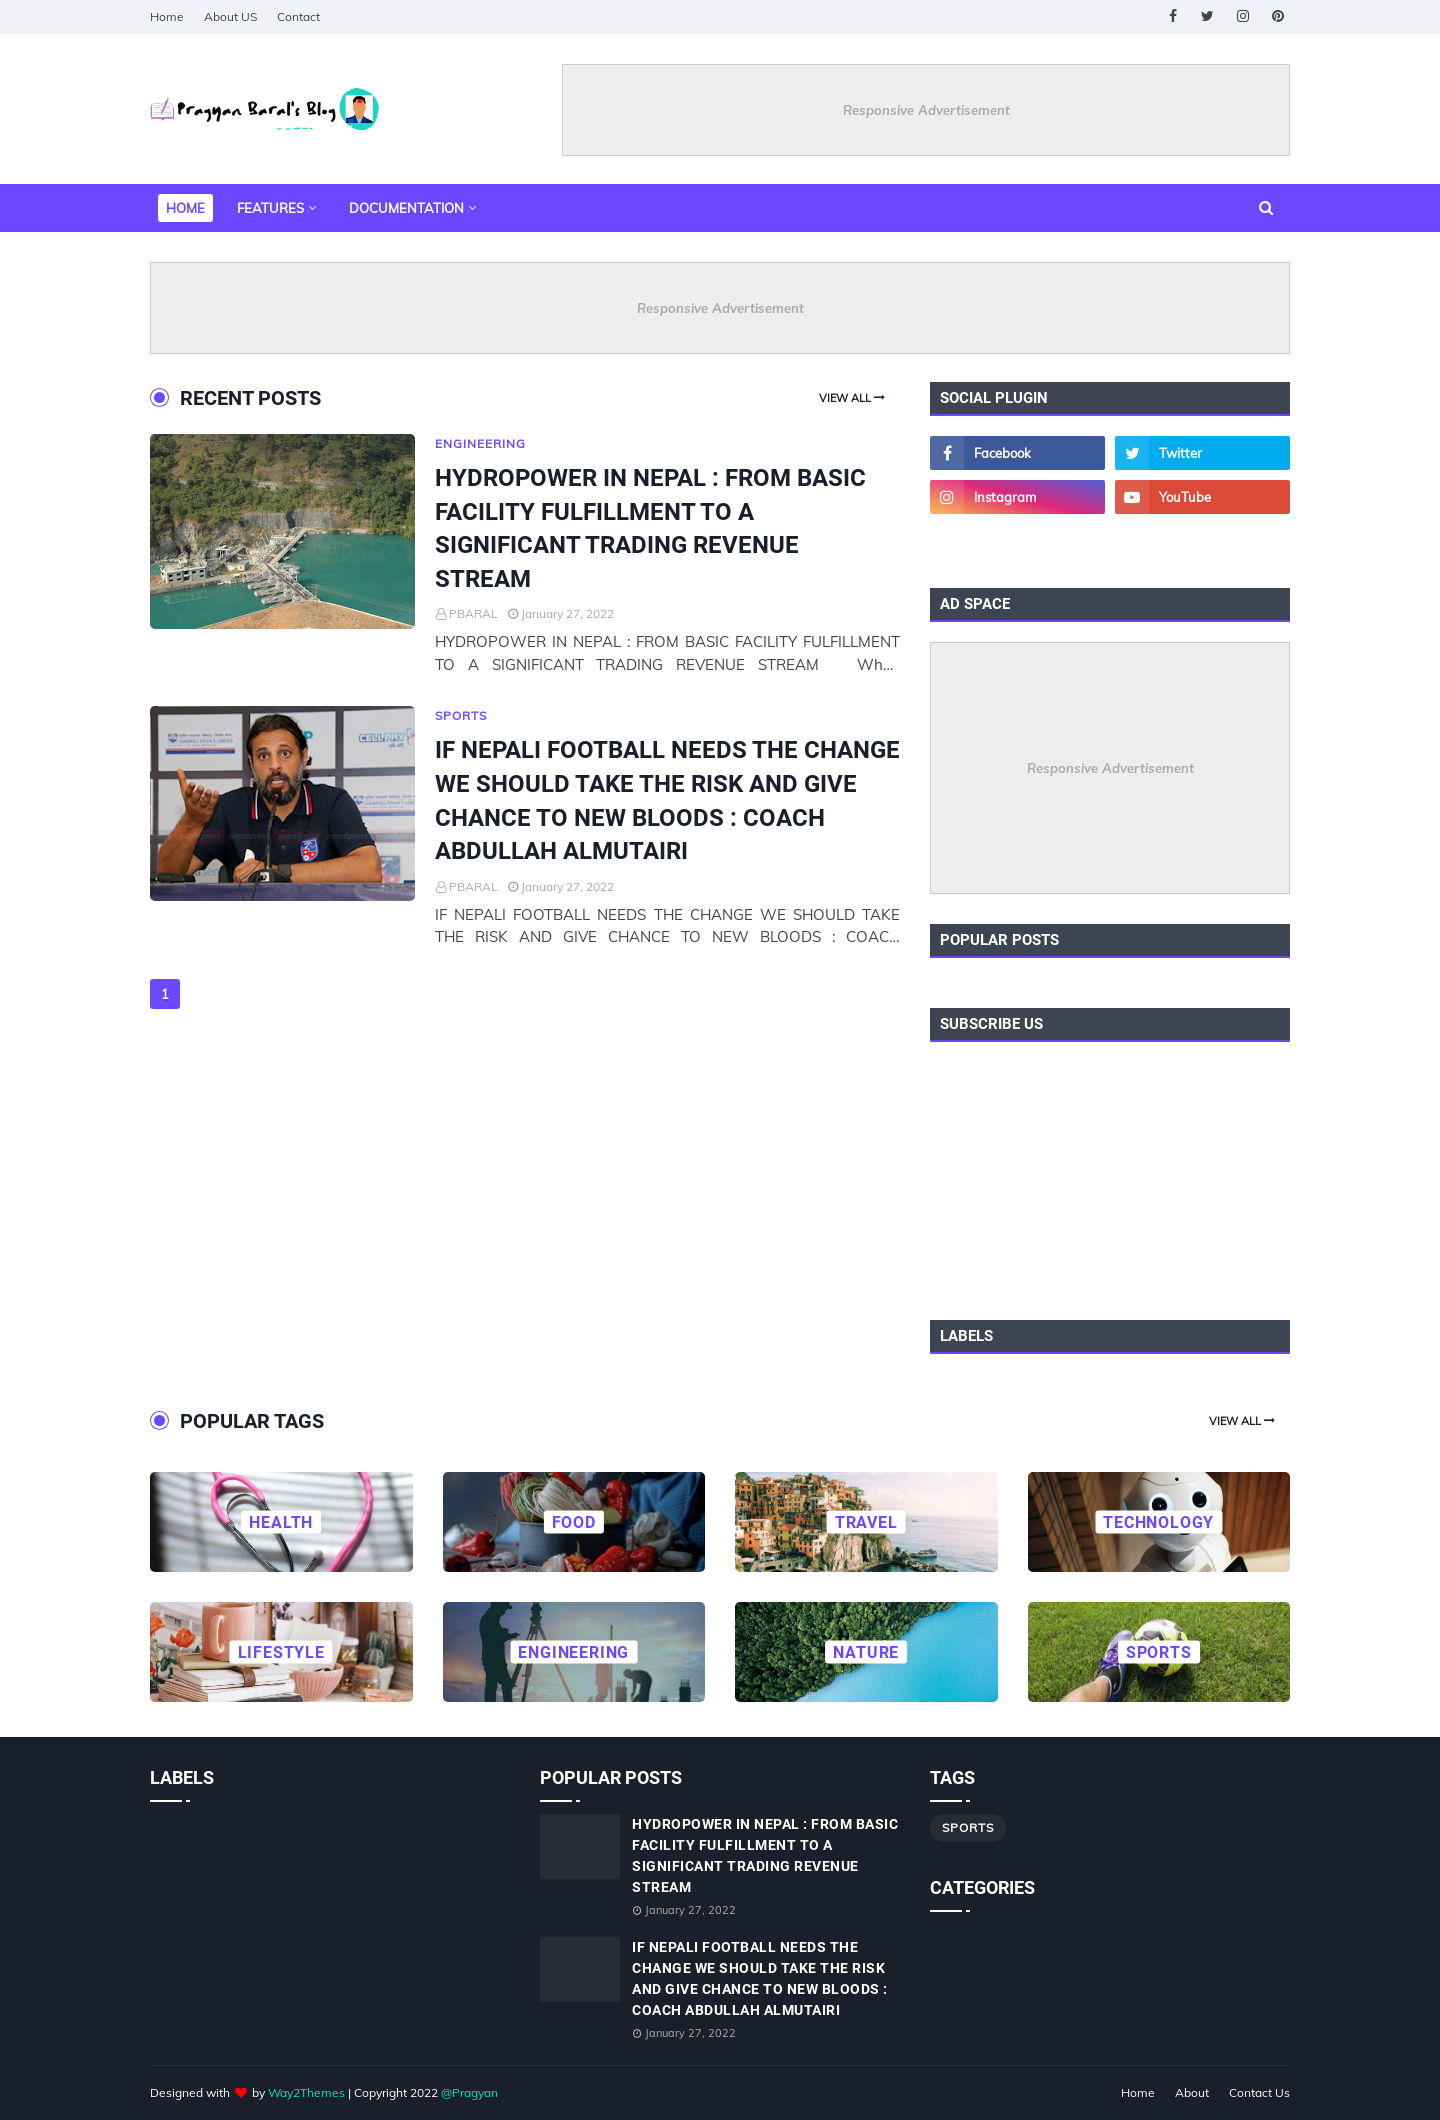 Home About US Contact
Pragyan Baral's Blog
Responsive Advertisement
HOME FEATURES DOCUMENTATION
Responsive Advertisement
RECENT POSTS VIEW ALL
ENGINEERING
HYDROPOWER IN NEPAL : FROM BASIC
FACILITY FULFILLMENT TO A
SIGNIFICANT TRADING REVENUE
STREAM
PBARAL January 27, 2022
HYDROPOWER IN NEPAL : FROM BASIC FACILITY FULFILLMENT
TO A SIGNIFICANT TRADING REVENUE STREAM Wh...
CELLPAY
SPORTS
IF NEPALI FOOTBALL NEEDS THE CHANGE
WE SHOULD TAKE THE RISK AND GIVE
CHANCE TO NEW BLOODS : COACH
ABDULLAH ALMUTAIRI
PBARAL January 27, 2022
IF NEPALI FOOTBALL NEEDS THE CHANGE WE SHOULD TAKE
THE RISK AND GIVE CHANCE TO NEW BLOODS : COAC...
1
SOCIAL PLUGIN
Facebook Twitter
Instagram YouTube
AD SPACE
Responsive Advertisement
POPULAR POSTS
SUBSCRIBE US
LABELS
POPULAR TAGS VIEW ALL
HEALTH FOOD TRAVEL TECHNOLOGY
LIFESTYLE ENGINEERING NATURE SPORTS
LABELS
POPULAR POSTS
HYDROPOWER IN NEPAL : FROM BASIC
FACILITY FULFILLMENT TO A
SIGNIFICANT TRADING REVENUE
STREAM
January 27, 2022
IF NEPALI FOOTBALL NEEDS THE
CHANGE WE SHOULD TAKE THE RISK
AND GIVE CHANCE TO NEW BLOODS :
COACH ABDULLAH ALMUTAIRI
January 27, 2022
TAGS
SPORTS
CATEGORIES
Designed with by Way2Themes | Copyright 2022 @Pragyan
Home About Contact Us